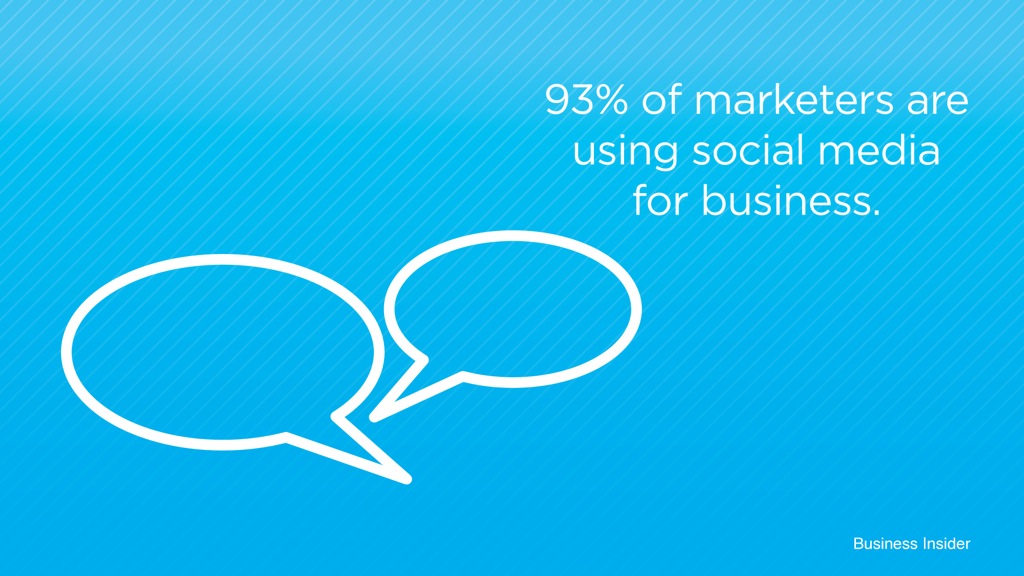 93% of marketers are
using social media
for business.
Business Insider